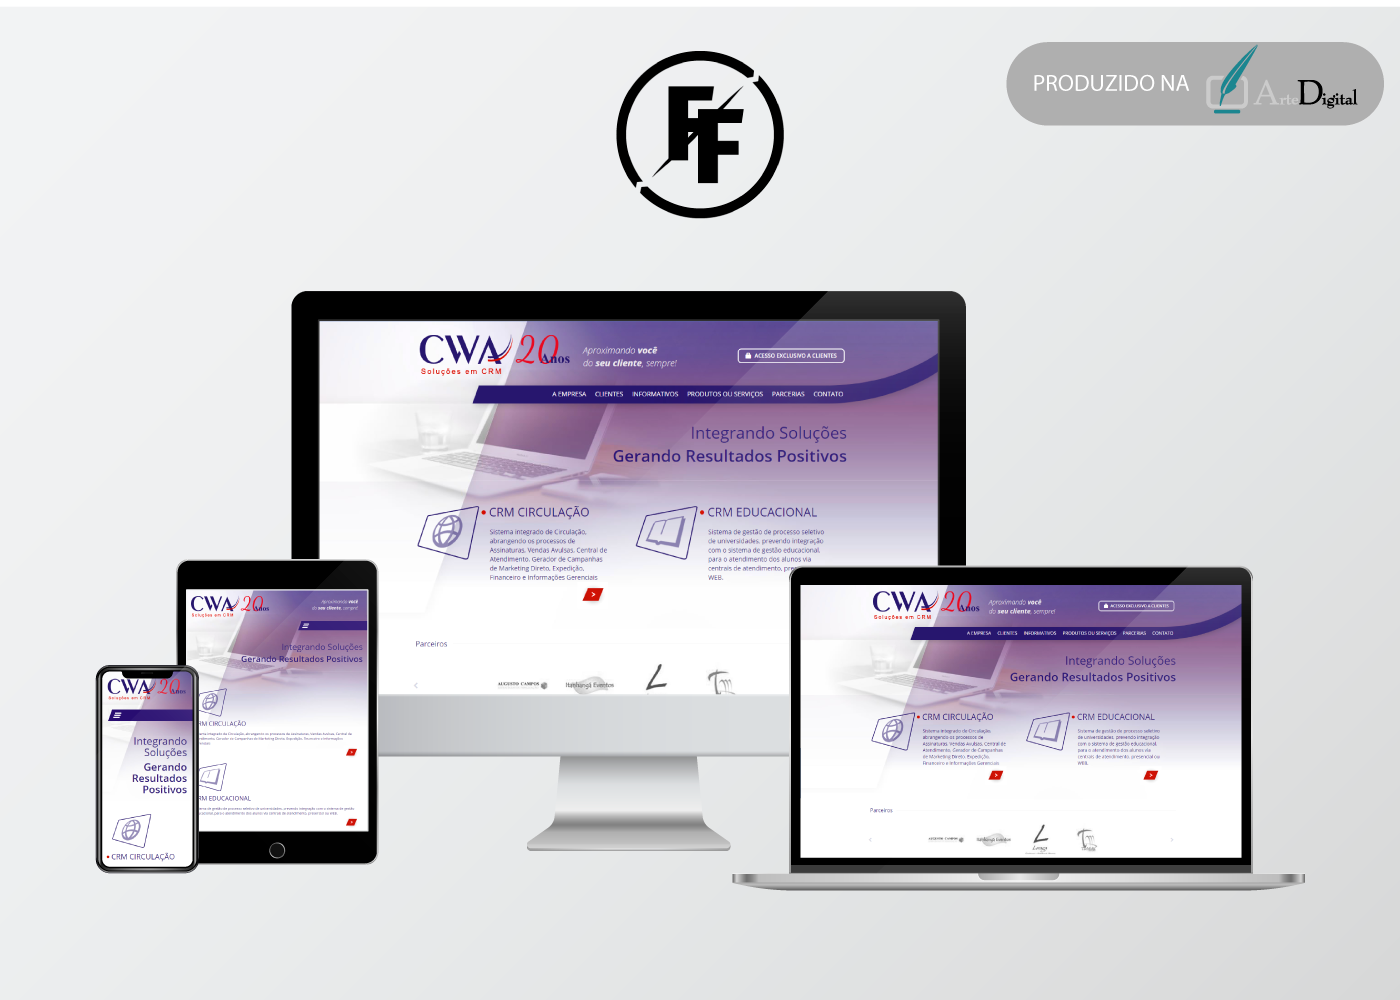 FF
PRODUZIDO NA
Arte Digital
CWA 20 Anos
Soluções em CRM
Aproximando você
do seu cliente, sempre!
ACESSO EXCLUSIVO A CLIENTES
A EMPRESA CLIENTES INFORMATIVOS PRODUTOS OU SERVIÇOS PARCERIAS CONTATO
Integrando Soluções
Gerando Resultados Positivos
CRM CIRCULAÇÃO
Sistema integrado de Circulação,
abrangendo os processos de
Assinaturas, Vendas Avulsas, Central de
Atendimento, Gerador de Campanhas
de Marketing Direto, Expedição,
Financeiro e Informações Gerenciais
CRM EDUCACIONAL
Sistema de gestão de processo seletivo
de universidades, prevendo integração
com o sistema de gestão educacional,
para o atendimento dos alunos via
centrais de atendimento, pres
WEB.
Parceiros
AUGUSTO CAMPOS
Itanhangá Eventos
CWA 20 Anos
Soluções em CRM
Aproximando você
do seu cliente, sempre!
Integrando Soluções
Gerando Resultados Positivos
RM CIRCULAÇÃO
RM EDUCACIONAL
CWA 20 Anos
Soluções em CRM
Integrando
Soluções
Gerando
Resultados
Positivos
CRM CIRCULAÇÃO
CWA 20 Anos
Soluções em CRM
Aproximando você
do seu cliente, sempre!
ACESSO EXCLUSIVO A CLIENTES
A EMPRESA CLIENTES INFORMATIVOS PRODUTOS OU SERVIÇOS PARCERIAS CONTATO
Integrando Soluções
Gerando Resultados Positivos
CRM CIRCULAÇÃO
Sistema integrado de Circulação,
abrangendo os processos de
Assinaturas, Vendas Avulsas, Central de
Atendimento, Gerador de Campanhas
de Marketing Direto, Expedição,
Financeiro e Informações Gerenciais
CRM EDUCACIONAL
Sistema de gestão de processo seletivo
de universidades, prevendo integração
com o sistema de gestão educacional,
para o atendimento dos alunos via
centrais de atendimento, presencial ou
WEB.
Parceiros
AUGUSTO CAMPOS
Itanhangá Eventos